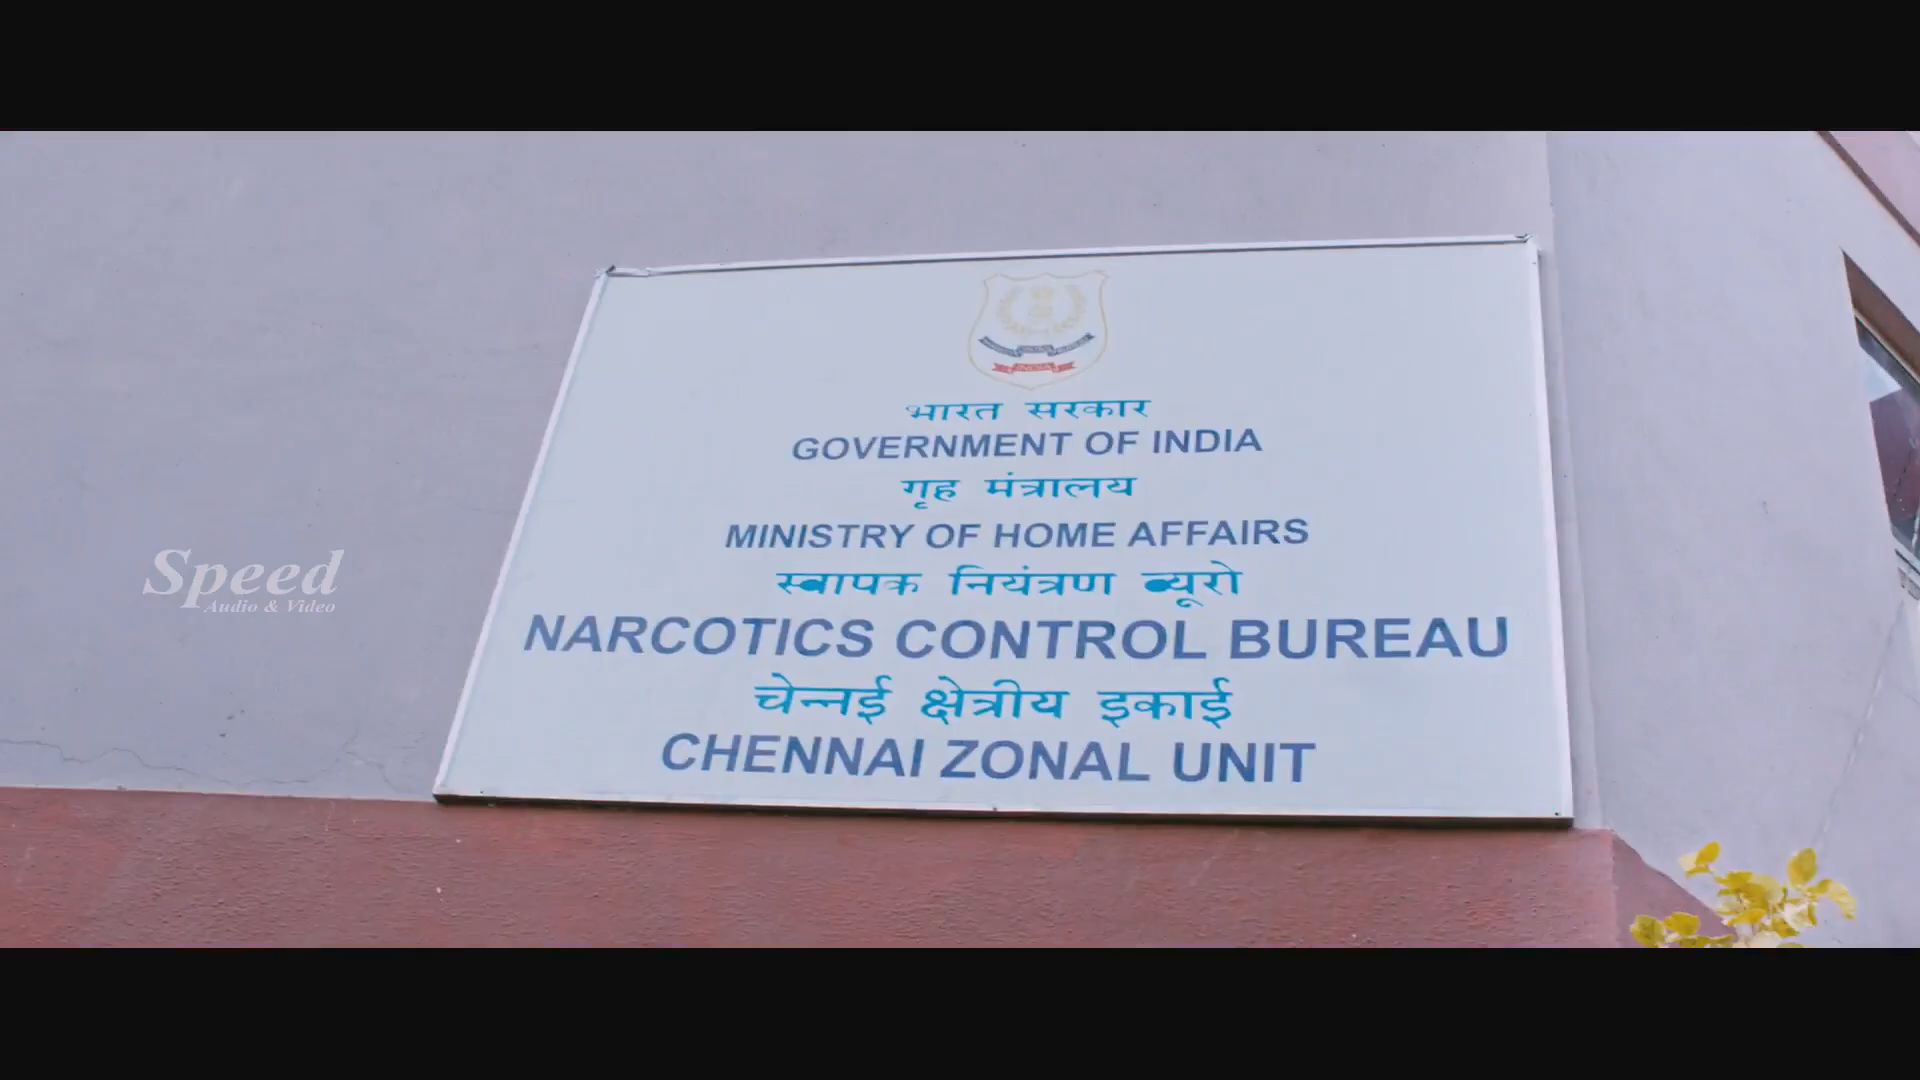 INDIA
भारत सरकार
GOVERNMENT OF INDIA
गृह मंत्रालय
MINISTRY OF HOME AFFAIRS
स्वापक नियंत्रण ब्यूरो
NARCOTICS CONTROL BUREAU
चेन्नई क्षेत्रीय इकाई
CHENNAI ZONAL UNIT
Speed
Audio & Video